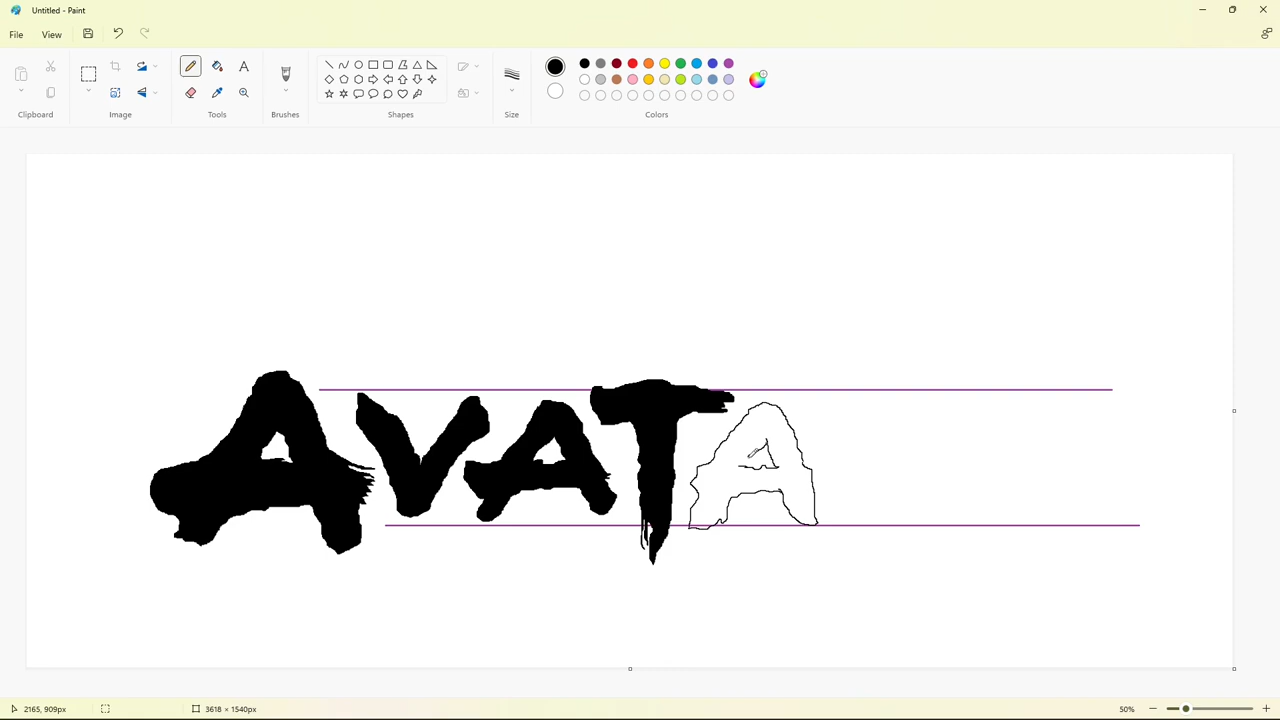 Untitled - Paint
File View
Clipboard Image Tools Brushes Shapes Size Colors
AVATA
2165, 909px 3618 × 1540px 50%